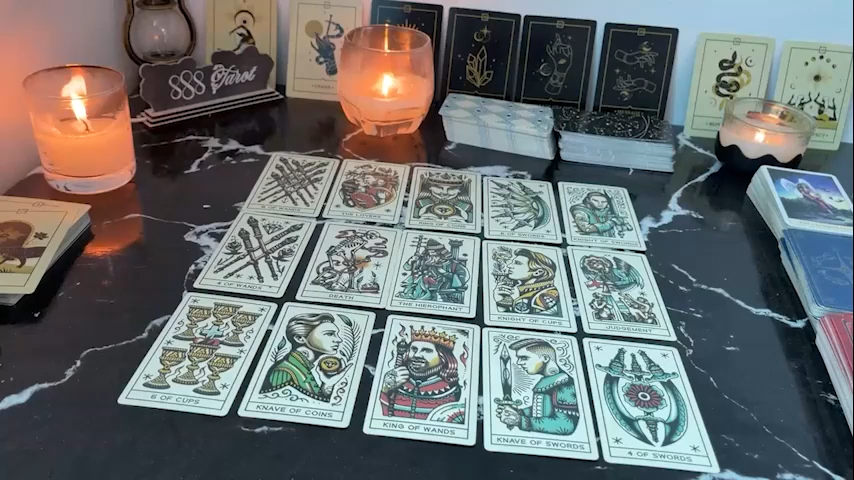 888 Tarot
THE LOVERS
KING OF COINS
KNIGHT OF SWORDS
4 OF WANDS
DEATH
THE HIEROPHANT
KNIGHT OF CUPS
JUDGEMENT
6 OF CUPS
KNAVE OF COINS
KING OF WANDS
KNAVE OF SWORDS
4 OF SWORDS